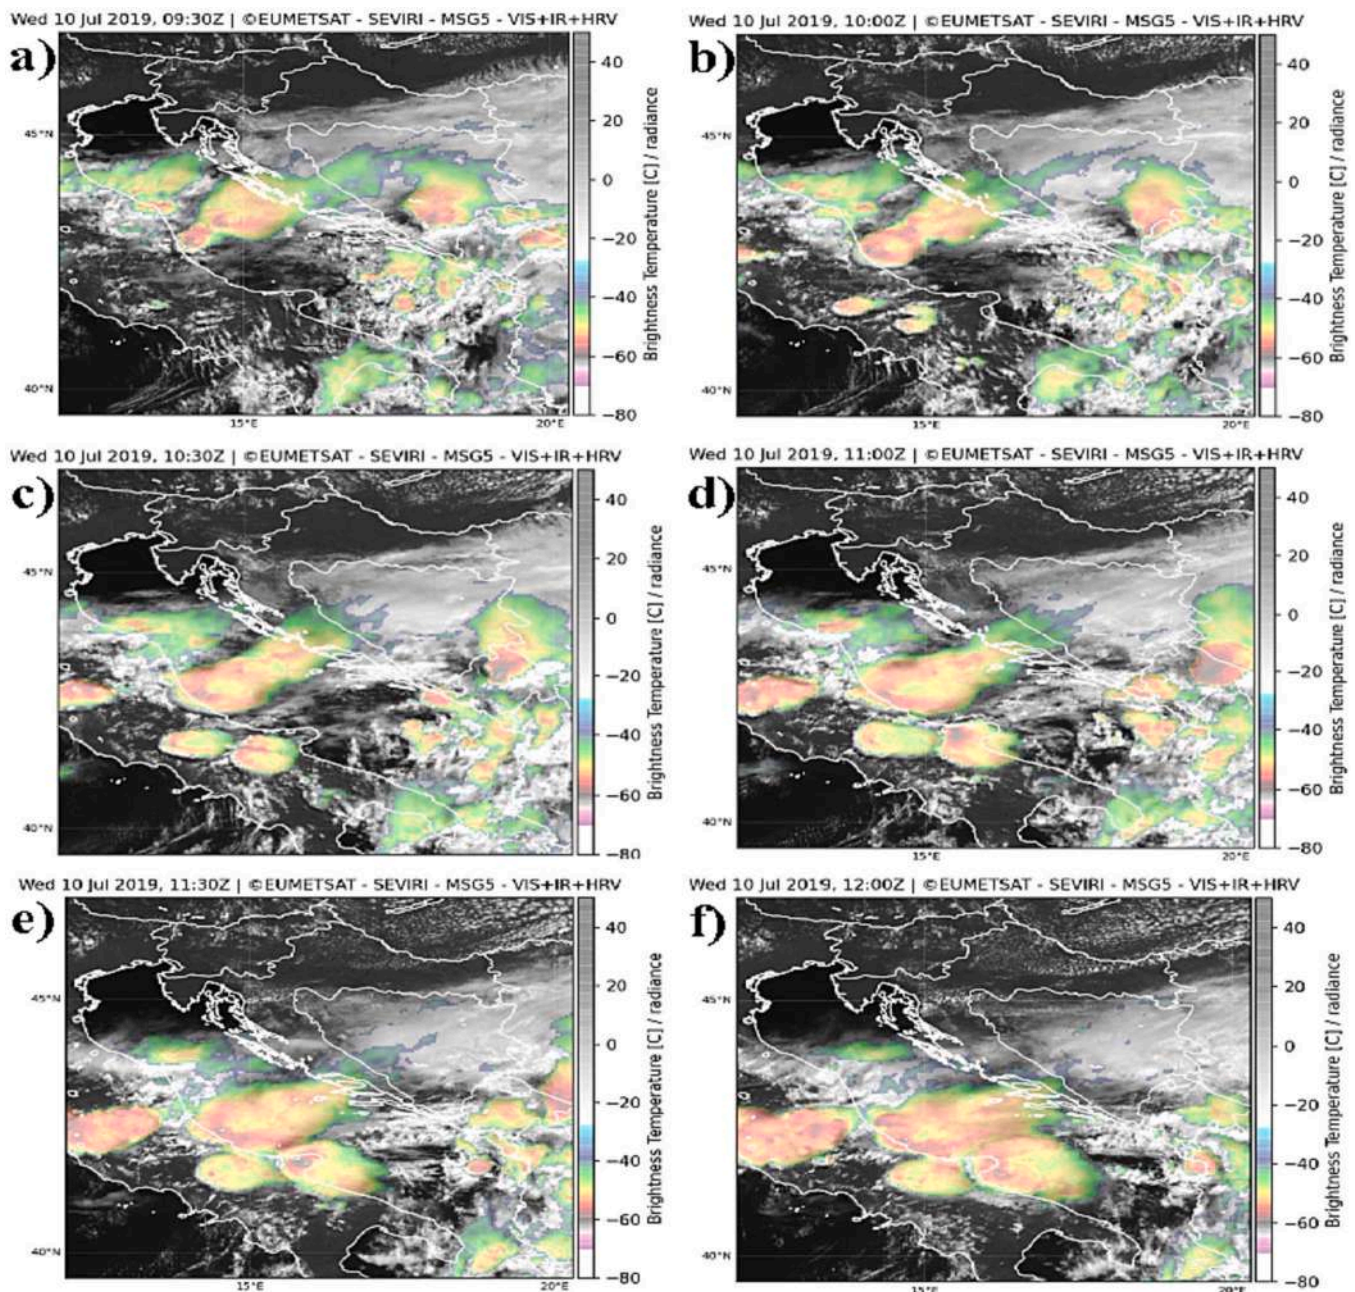 Wed 10 Jul 2019, 09:30Z | ©EUMETSAT - SEVIRI - MSG5 - VIS+IR+HRV
a)
45°N
40°N
15°E
20°E
40
20
0
−20
−40
−60
−80
Brightness Temperature [C] / radiance
Wed 10 Jul 2019, 10:00Z | ©EUMETSAT - SEVIRI - MSG5 - VIS+IR+HRV
b)
45°N
40°N
15°E
20°E
40
20
0
−20
−40
−60
−80
Brightness Temperature [C] / radiance
Wed 10 Jul 2019, 10:30Z | ©EUMETSAT - SEVIRI - MSG5 - VIS+IR+HRV
c)
45°N
40°N
15°E
20°E
40
20
0
−20
−40
−60
−80
Brightness Temperature [C] / radiance
Wed 10 Jul 2019, 11:00Z | ©EUMETSAT - SEVIRI - MSG5 - VIS+IR+HRV
d)
45°N
40°N
15°E
20°E
40
20
0
−20
−40
−60
−80
Brightness Temperature [C] / radiance
Wed 10 Jul 2019, 11:30Z | ©EUMETSAT - SEVIRI - MSG5 - VIS+IR+HRV
e)
45°N
40°N
15°E
20°E
40
20
0
−20
−40
−60
−80
Brightness Temperature [C] / radiance
Wed 10 Jul 2019, 12:00Z | ©EUMETSAT - SEVIRI - MSG5 - VIS+IR+HRV
f)
45°N
40°N
15°E
20°E
40
20
0
−20
−40
−60
−80
Brightness Temperature [C] / radiance